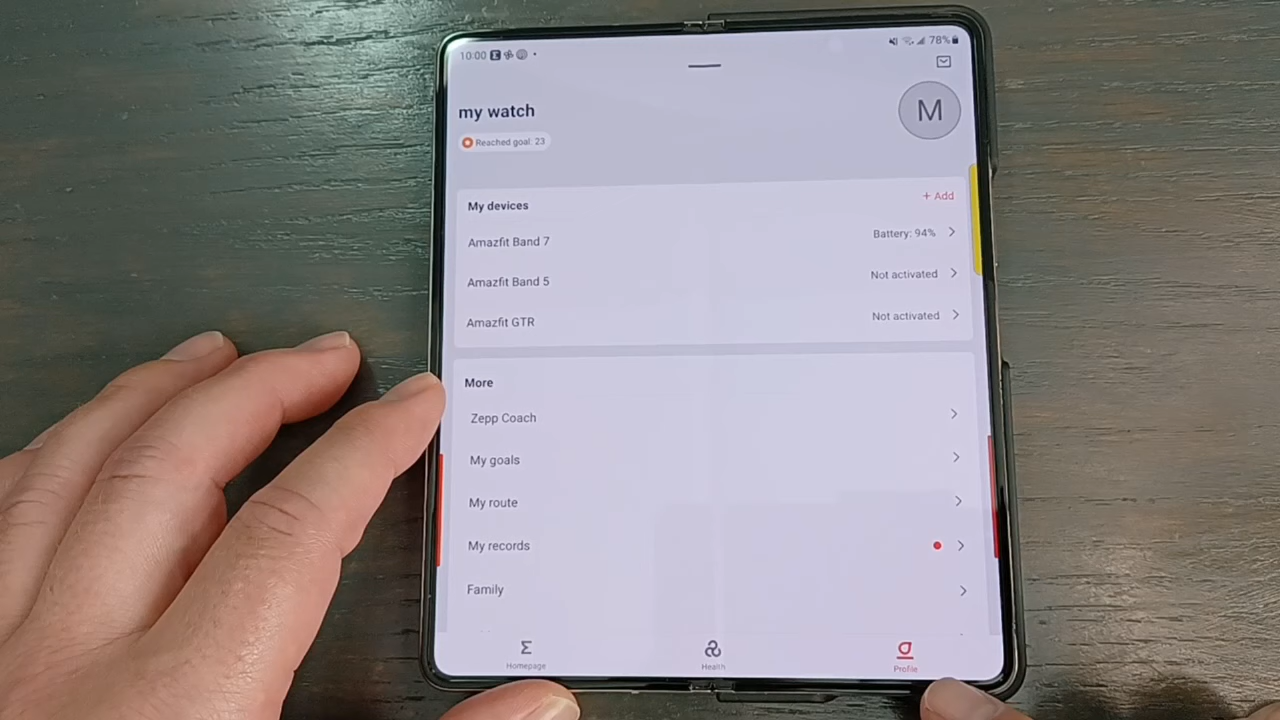 10:00
78%
my watch
M
Reached goal: 23
My devices
+ Add
Amazfit Band 7
Battery: 94%
Amazfit Band 5
Not activated
Amazfit GTR
Not activated
More
Zepp Coach
My goals
My route
My records
Family
Homepage
Health
Profile